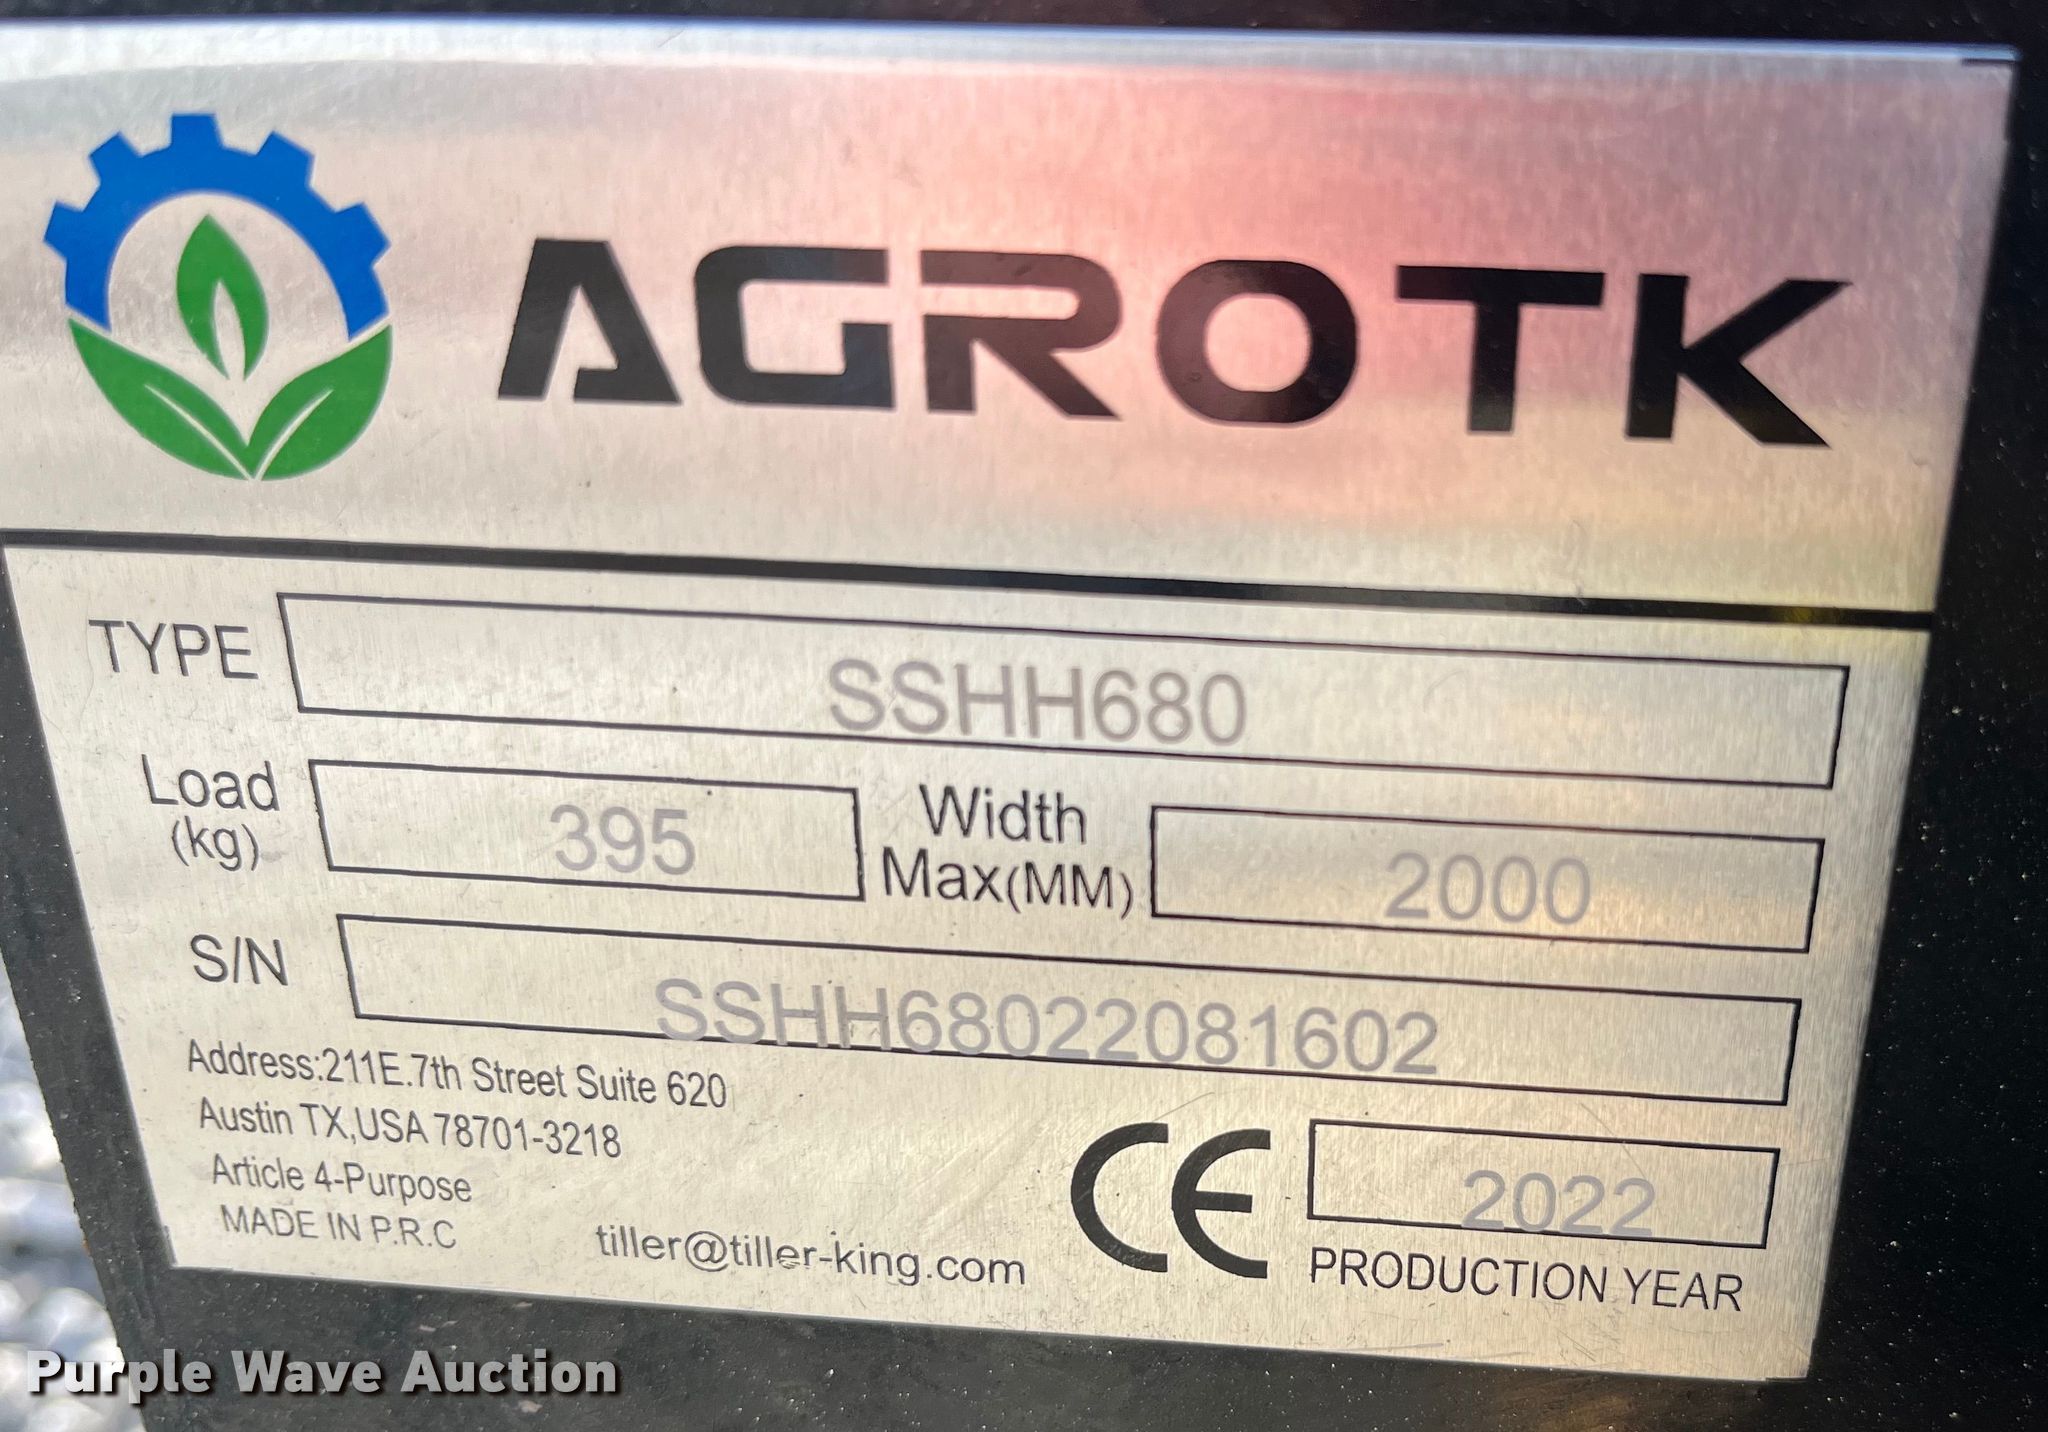 AGROTK
TYPE SSHH680
Load (kg) 395 Width Max(MM) 2000
S/N SSHH68022081602
Address:211E.7th Street Suite 620
Austin TX,USA 78701-3218
Article 4-Purpose
MADE IN P.R.C
tiller@tiller-king.com
CE
2022
PRODUCTION YEAR
Purple Wave Auction